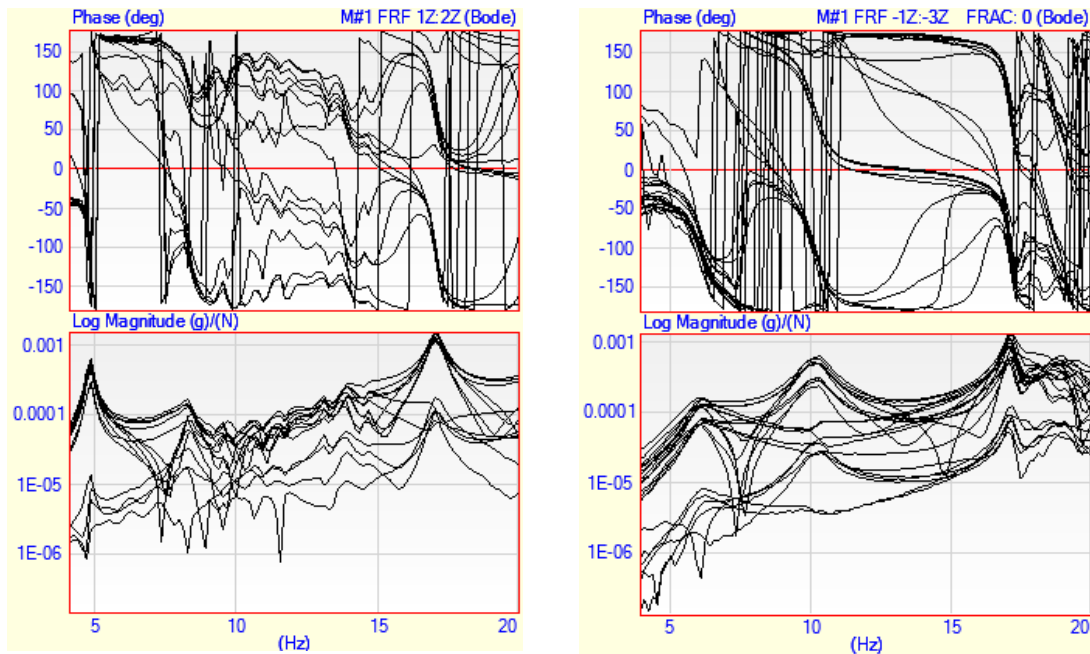 Phase (deg) M#1 FRF 1Z:2Z (Bode)
150
100
50
0
-50
-100
-150
Log Magnitude (g)/(N)
0.001
0.0001
1E-05
1E-06
5 10 15 20
(Hz)
Phase (deg) M#1 FRF -1Z:-3Z FRAC: 0 (Bode)
150
100
50
0
-50
-100
-150
Log Magnitude (g)/(N)
0.001
0.0001
1E-05
1E-06
5 10 15 20
(Hz)